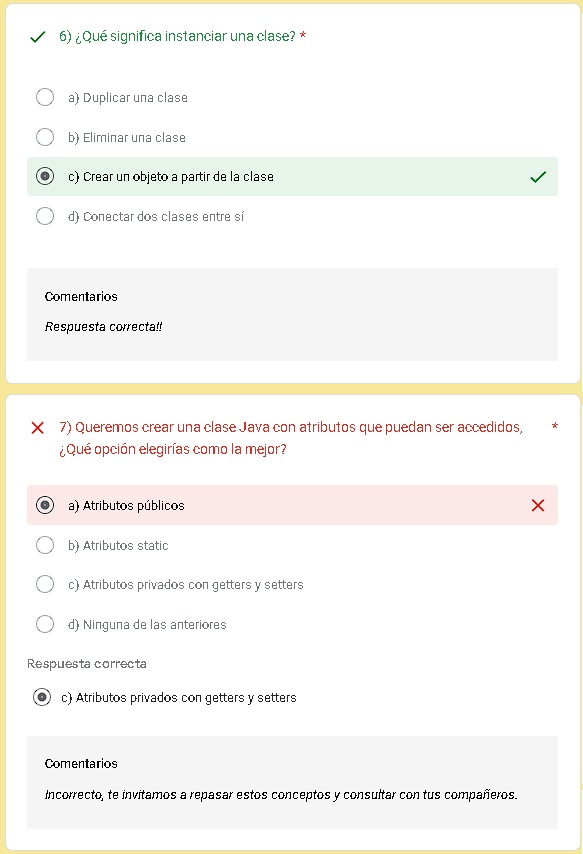 6) ¿Qué significa instanciar una clase? *
a) Duplicar una clase
b) Eliminar una clase
c) Crear un objeto a partir de la clase
d) Conectar dos clases entre sí
Comentarios
Respuesta correcta!!
7) Queremos crear una clase Java con atributos que puedan ser accedidos, *
¿Qué opción elegirías como la mejor?
a) Atributos públicos
b) Atributos static
c) Atributos privados con getters y setters
d) Ninguna de las anteriores
Respuesta correcta
c) Atributos privados con getters y setters
Comentarios
Incorrecto, te invitamos a repasar estos conceptos y consultar con tus compañeros.